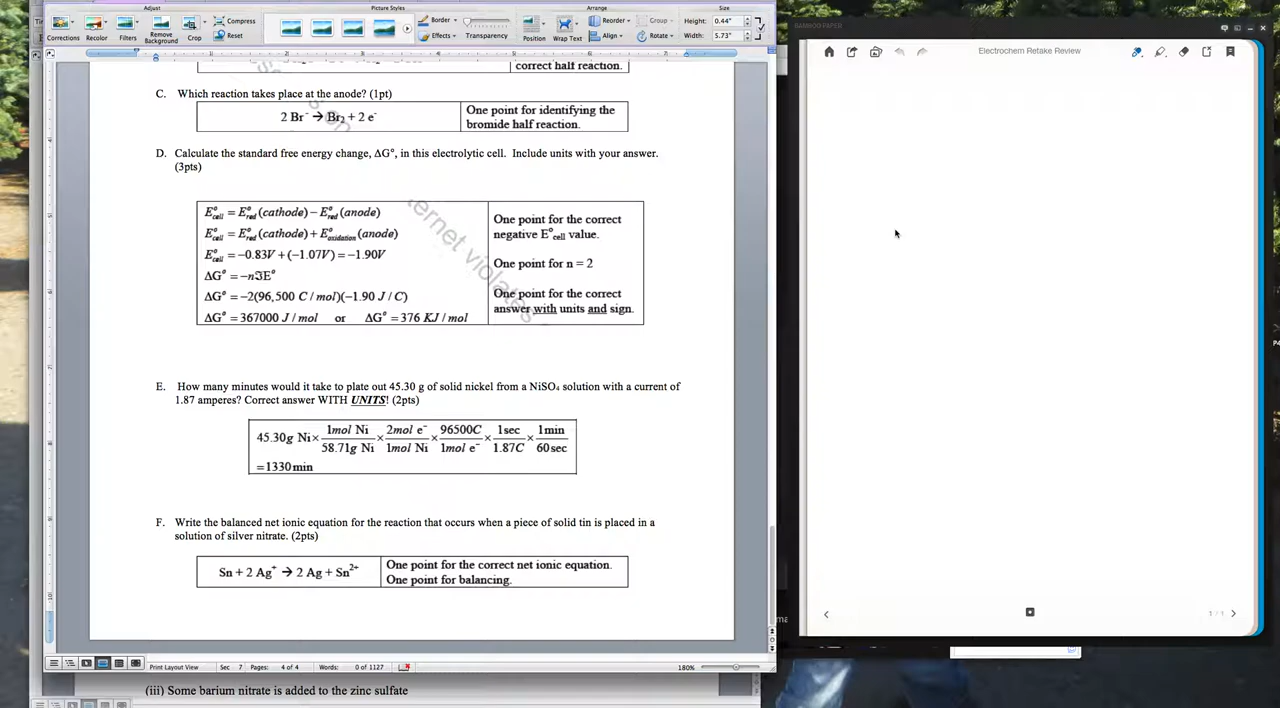 Adjust
Picture Styles
Arrange
Size
Corrections Recolor Filters Remove Background Crop
Compress
Reset
Border
Effects
Transparency
Position Wrap Text
Reorder
Align
Group
Rotate
Height: 0.44"
Width: 5.73"
correct half reaction.
C. Which reaction takes place at the anode? (1pt)
2 Br⁻ → Br₂ + 2 e⁻
One point for identifying the
bromide half reaction.
D. Calculate the standard free energy change, ΔG°, in this electrolytic cell. Include units with your answer.
(3pts)
E°cell = E°red (cathode) − E°red (anode)
E°cell = E°red (cathode) + E°oxidation (anode)
E°cell = −0.83V + (−1.07V) = −1.90V
ΔG° = −nℑE°
ΔG° = −2(96,500 C / mol)(−1.90 J / C)
ΔG° = 367000 J / mol or ΔG° = 376 KJ / mol
One point for the correct
negative E°cell value.
One point for n = 2
One point for the correct
answer with units and sign.
ternet violates
E. How many minutes would it take to plate out 45.30 g of solid nickel from a NiSO₄ solution with a current of
1.87 amperes? Correct answer WITH UNITS! (2pts)
45.30g Ni × 1mol Ni / 58.71g Ni × 2mol e⁻ / 1mol Ni × 96500C / 1mol e⁻ × 1sec / 1.87C × 1min / 60sec
= 1330 min
F. Write the balanced net ionic equation for the reaction that occurs when a piece of solid tin is placed in a
solution of silver nitrate. (2pts)
Sn + 2 Ag⁺ → 2 Ag + Sn²⁺
One point for the correct net ionic equation.
One point for balancing.
Print Layout View Sec 7 Pages: 4 of 4 Words: 0 of 1127 180%
(iii) Some barium nitrate is added to the zinc sulfate
BAMBOO PAPER
Electrochem Retake Review
1 / 1